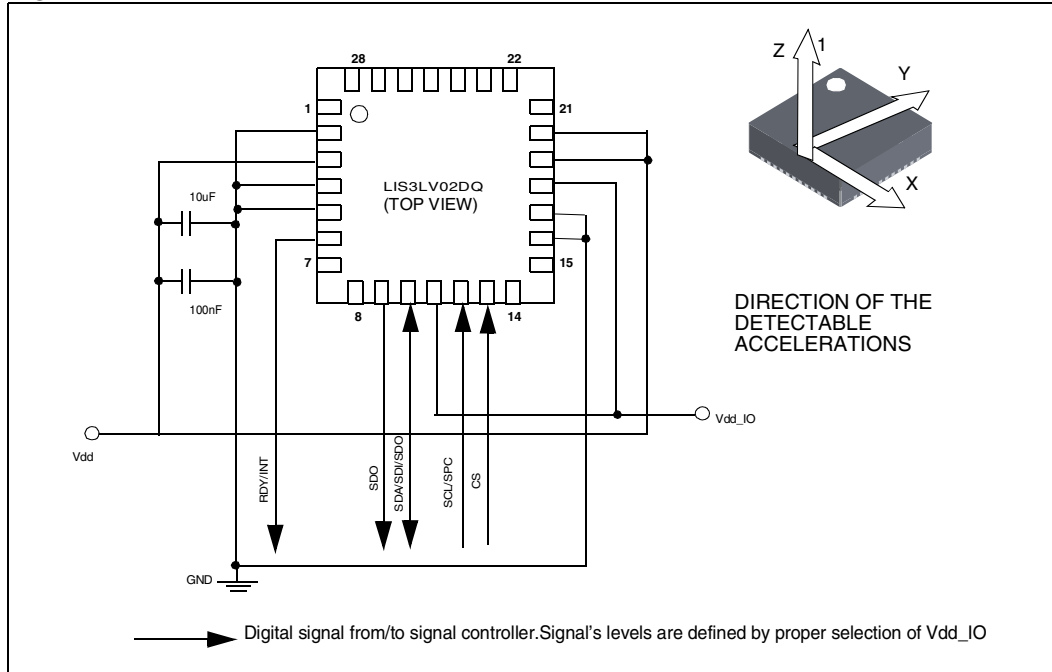 28
22
1
21
LIS3LV02DQ
(TOP VIEW)
10uF
100nF
7
15
8
14
Z
1
Y
X
DIRECTION OF THE
DETECTABLE
ACCELERATIONS
Vdd_IO
Vdd
RDY/INT
SDO
SDA/SDI/SDO
SCL/SPC
CS
GND
Digital signal from/to signal controller.Signal's levels are defined by proper selection of Vdd_IO